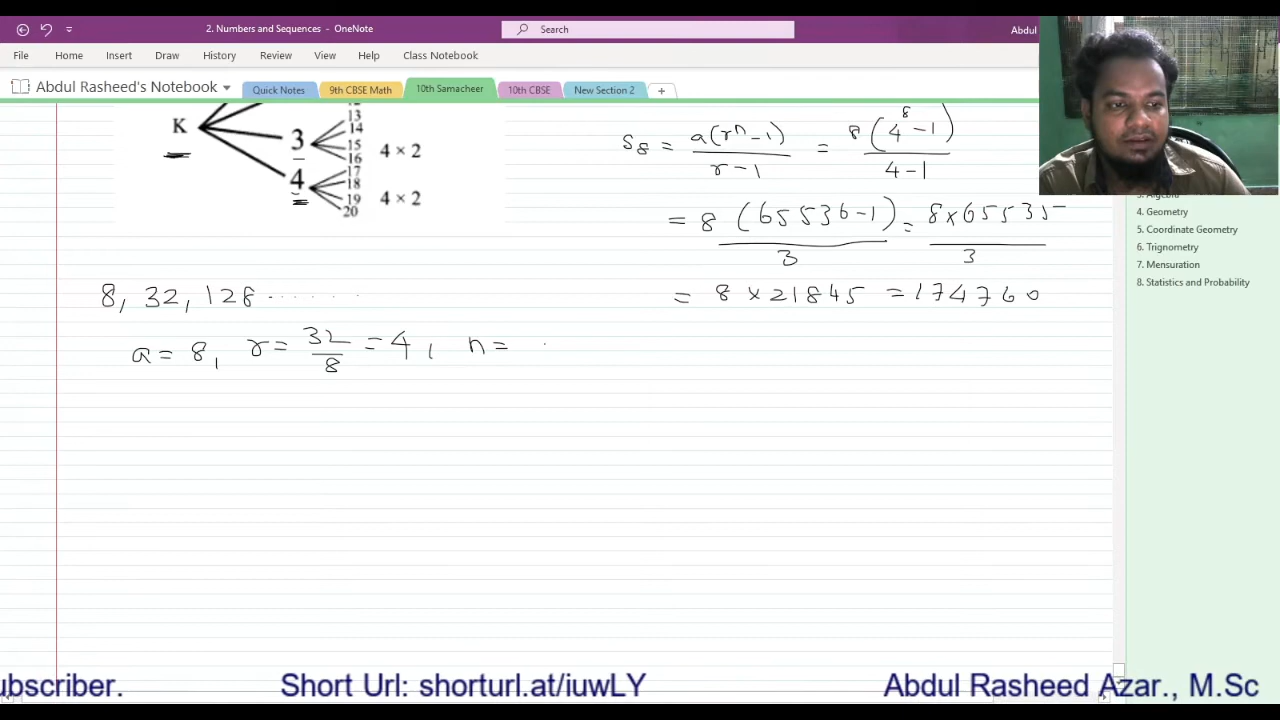 2. Numbers and Sequences - OneNote
Search
Abdul
File Home Insert Draw History Review View Help Class Notebook
Abdul Rasheed's Notebook
Quick Notes 9th CBSE Math 10th Samacheer 10th CBSE New Section 2 +
13
14
K
3
15
16
4 × 2
17
4
18
19
4 × 2
20
S8 = a(rⁿ-1) / r-1 = 8(4⁸-1) / 4-1
= 8 (65536-1) / 3 = 8×65535 / 3
= 8 × 21845 = 174760
8, 32, 128.......
a = 8, r = 32/8 = 4, n =
4. Geometry
5. Coordinate Geometry
6. Trignometry
7. Mensuration
8. Statistics and Probability
ubscriber. Short Url: shorturl.at/iuwLY Abdul Rasheed Azar., M.Sc